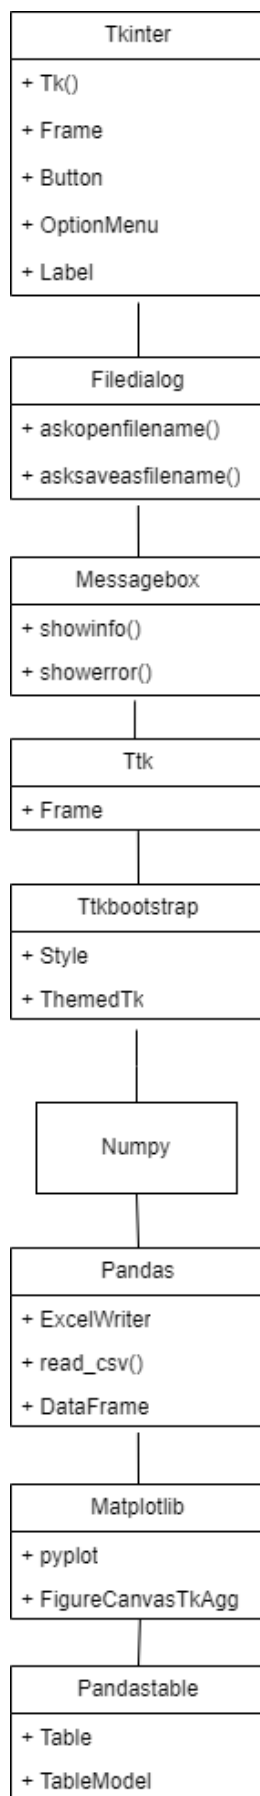 Tkinter
+ Tk()
+ Frame
+ Button
+ OptionMenu
+ Label
Filedialog
+ askopenfilename()
+ asksaveasfilename()
Messagebox
+ showinfo()
+ showerror()
Ttk
+ Frame
Ttkbootstrap
+ Style
+ ThemedTk
Numpy
Pandas
+ ExcelWriter
+ read_csv()
+ DataFrame
Matplotlib
+ pyplot
+ FigureCanvasTkAgg
Pandastable
+ Table
+ TableModel